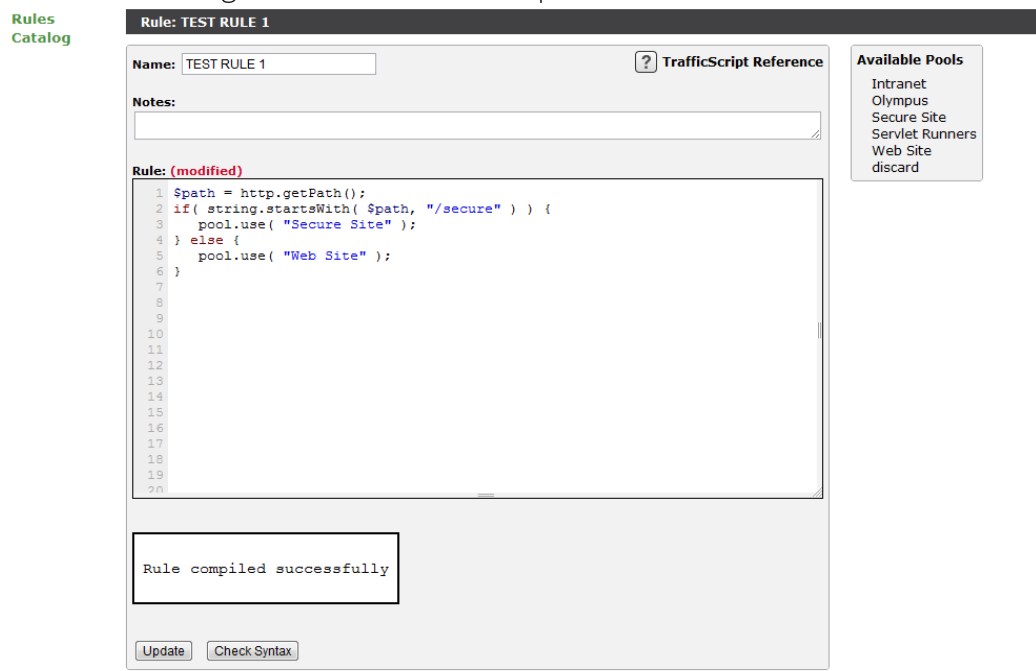 Rules
Catalog
Rule: TEST RULE 1
Name: TEST RULE 1
? TrafficScript Reference
Notes:
Rule: (modified)
1 $path = http.getPath();
2 if( string.startsWith( $path, "/secure" ) ) {
3    pool.use( "Secure Site" );
4 } else {
5    pool.use( "Web Site" );
6 }
7
8
9
10
11
12
13
14
15
16
17
18
19
20
Rule compiled successfully
Update
Check Syntax
Available Pools
Intranet
Olympus
Secure Site
Servlet Runners
Web Site
discard